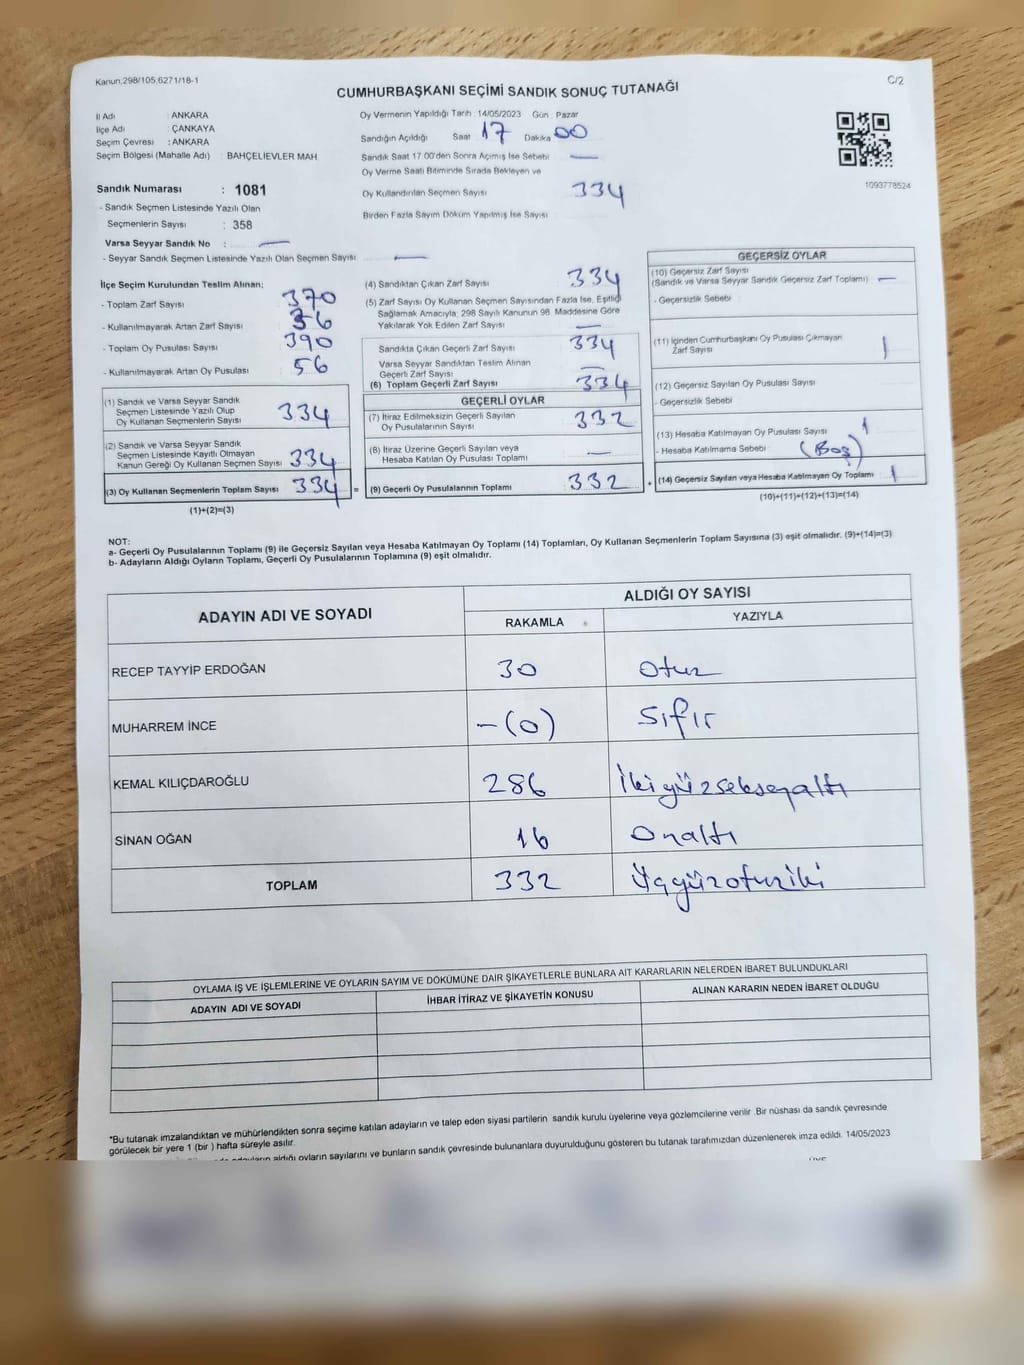 Kanun,298/105,6271/18-1
C/2
CUMHURBAŞKANI SEÇİMİ SANDIK SONUÇ TUTANAĞI
İl Adı : ANKARA
İlçe Adı : ÇANKAYA
Seçim Çevresi : ANKARA
Seçim Bölgesi (Mahalle Adı) : BAHÇELİEVLER MAH.
Sandık Numarası : 1081
- Sandık Seçmen Listesinde Yazılı Olan
Seçmenlerin Sayısı : 358
Varsa Seyyar Sandık No : —
- Seyyar Sandık Seçmen Listesinde Yazılı Olan Seçmen Sayısı —
Oy Vermenin Yapıldığı Tarih :14/05/2023 Gün : Pazar
Sandığın Açıldığı Saat 17 Dakika 00
Sandık Saat 17.00'den Sonra Açılmış İse Sebebi —
Oy Verme Saati Bitiminde Sırada Bekleyen ve
Oy Kullandırılan Seçmen Sayısı 334
Birden Fazla Sayım Döküm Yapılmış İse Sayısı
1093778524
İlçe Seçim Kurulundan Teslim Alınan;
- Toplam Zarf Sayısı 370
- Kullanılmayarak Artan Zarf Sayısı 36
- Toplam Oy Pusulası Sayısı 390
- Kullanılmayarak Artan Oy Pusulası 56
(1) Sandık ve Varsa Seyyar Sandık
Seçmen Listesinde Yazılı Olup
Oy Kullanan Seçmenlerin Sayısı 334
(2) Sandık ve Varsa Seyyar Sandık
Seçmen Listesinde Kayıtlı Olmayan
Kanun Gereği Oy Kullanan Seçmen Sayısı 334
(3) Oy Kullanan Seçmenlerin Toplam Sayısı 334 =
(1)+(2)=(3)
(4) Sandıktan Çıkan Zarf Sayısı 334
(5) Zarf Sayısı Oy Kullanan Seçmen Sayısından Fazla İse, Eşitliği
Sağlamak Amacıyla; 298 Sayılı Kanunun 98. Maddesine Göre
Yakılarak Yok Edilen Zarf Sayısı —
Sandıkta Çıkan Geçerli Zarf Sayısı 334
Varsa Seyyar Sandıktan Teslim Alınan
Geçerli Zarf Sayısı —
(6) Toplam Geçerli Zarf Sayısı 334
GEÇERLİ OYLAR
(7) İtiraz Edilmeksizin Geçerli Sayılan
Oy Pusulalarının Sayısı 332
(8) İtiraz Üzerine Geçerli Sayılan veya
Hesaba Katılan Oy Pusulası Toplamı —
(9) Geçerli Oy Pusulalarının Toplamı 332 +
GEÇERSİZ OYLAR
(10) Geçersiz Zarf Sayısı
(Sandık ve Varsa Seyyar Sandık Geçersiz Zarf Toplamı) —
- Geçersizlik Sebebi :
(11) İçinden Cumhurbaşkanı Oy Pusulası Çıkmayan
Zarf Sayısı 1
(12) Geçersiz Sayılan Oy Pusulası Sayısı
- Geçersizlik Sebebi
(13) Hesaba Katılmayan Oy Pusulası Sayısı 1
- Hesaba Katılmama Sebebi (Boş)
(14) Geçersiz Sayılan veya Hesaba Katılmayan Oy Toplamı 1
(10)+(11)+(12)+(13)=(14)
NOT:
a- Geçerli Oy Pusulalarının Toplamı (9) ile Geçersiz Sayılan veya Hesaba Katılmayan Oy Toplamı (14) Toplamları, Oy Kullanan Seçmenlerin Toplam Sayısına (3) eşit olmalıdır. (9)+(14)=(3)
b- Adayların Aldığı Oyların Toplamı, Geçerli Oy Pusulalarının Toplamına (9) eşit olmalıdır.
ADAYIN ADI VE SOYADI ALDIĞI OY SAYISI
RAKAMLA YAZIYLA
RECEP TAYYİP ERDOĞAN 30 Otuz
MUHARREM İNCE -(0) Sıfır
KEMAL KILIÇDAROĞLU 286 İkiyüzseksenaltı
SİNAN OĞAN 16 Onaltı
TOPLAM 332 Üçyüzotuziki
OYLAMA İŞ VE İŞLEMLERİNE VE OYLARIN SAYIM VE DÖKÜMÜNE DAİR ŞİKAYETLERLE BUNLARA AİT KARARLARIN NELERDEN İBARET BULUNDUKLARI
ADAYIN ADI VE SOYADI İHBAR İTİRAZ VE ŞİKAYETİN KONUSU ALINAN KARARIN NEDEN İBARET OLDUĞU
*Bu tutanak imzalandıktan ve mühürlendikten sonra seçime katılan adayların ve talep eden siyasi partilerin sandık kurulu üyelerine veya gözlemcilerine verilir .Bir nüshası da sandık çevresinde
görülecek bir yere 1 (bir ) hafta süreyle asılır.
adayların aldığı oyların sayılarını ve bunların sandık çevresinde bulunanlara duyurulduğunu gösteren bu tutanak tarafımızdan düzenlenerek imza edildi. 14/05/2023